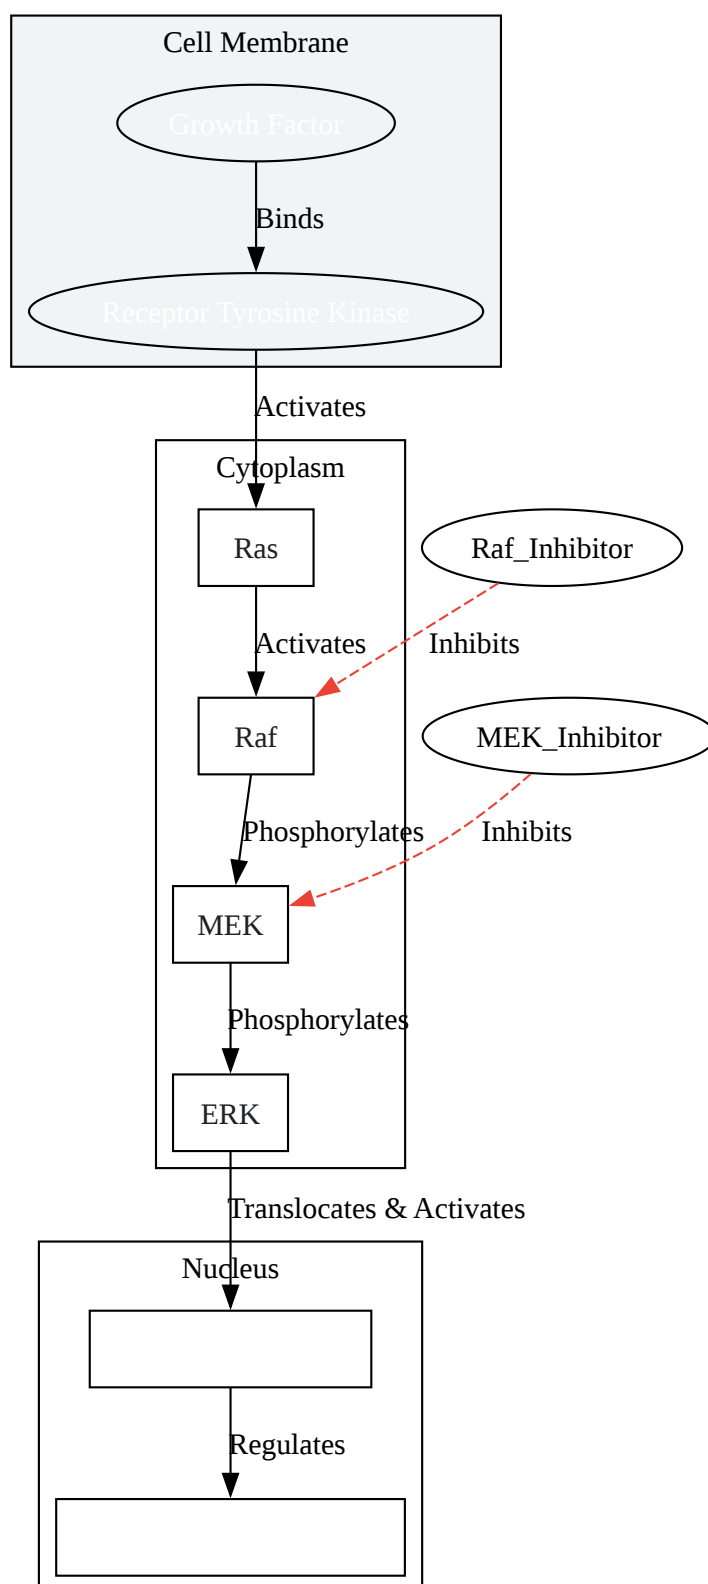 Cell Membrane
Growth Factor
Binds
Receptor Tyrosine Kinase
Activates
Cytoplasm
Ras
Raf_Inhibitor
Activates
Inhibits
Raf
MEK_Inhibitor
Phosphorylates
Inhibits
MEK
Phosphorylates
ERK
Translocates & Activates
Nucleus
Regulates